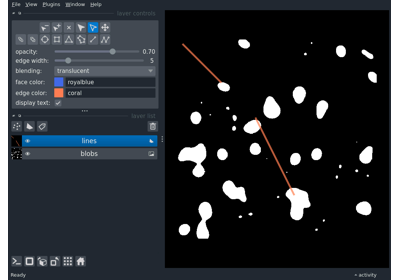 File View Plugins Window Help
layer controls
opacity: 0.70
edge width: 5
blending: translucent
face color: royalblue
edge color: coral
display text:
layer list
lines
blobs
Ready
activity